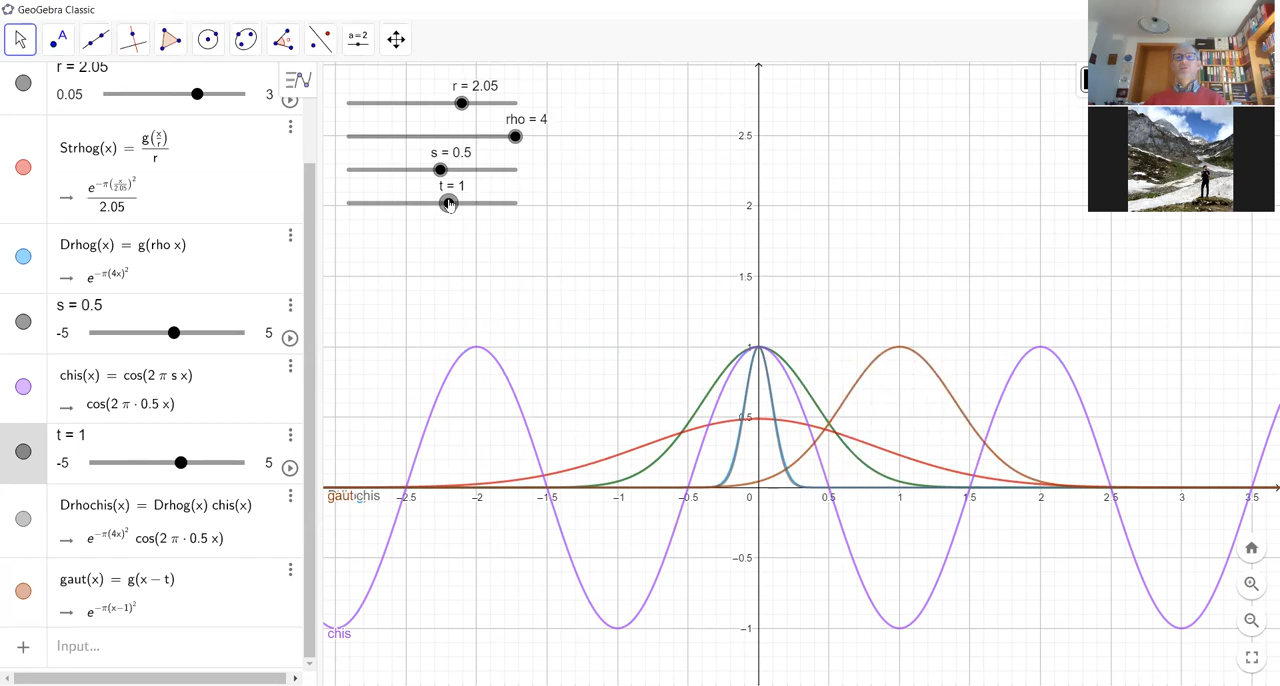 GeoGebra Classic
A
a=2
r = 2.05
0.05 3
Strhog(x) = g(x/r)/r
→ e^−π(x/2.05)^2/2.05
Drhog(x) = g(rho x)
→ e^−π(4x)^2
s = 0.5
-5 5
chis(x) = cos(2 π s x)
→ cos(2 π · 0.5 x)
t = 1
-5 5
Drhochis(x) = Drhog(x) chis(x)
→ e^−π(4x)^2 cos(2 π · 0.5 x)
gaut(x) = g(x − t)
→ e^−π(x−1)^2
+ Input...
r = 2.05
rho = 4
s = 0.5
t = 1
2.5
2
1.5
1
0.5
−2.5 −2 −1.5 −1 −0.5 0 0.5 1 1.5 2 2.5 3 3.5
−0.5
−1
chis